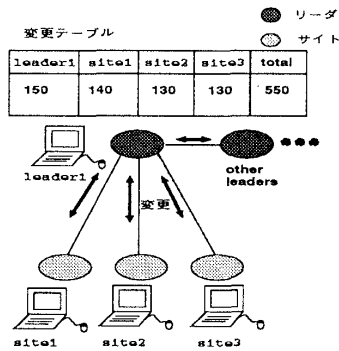 リーダ
サイト
変更テーブル
leader1 site1 site2 site3 total
150 140 130 130 550
leader1
other
leaders
変更
site1 site2 site3